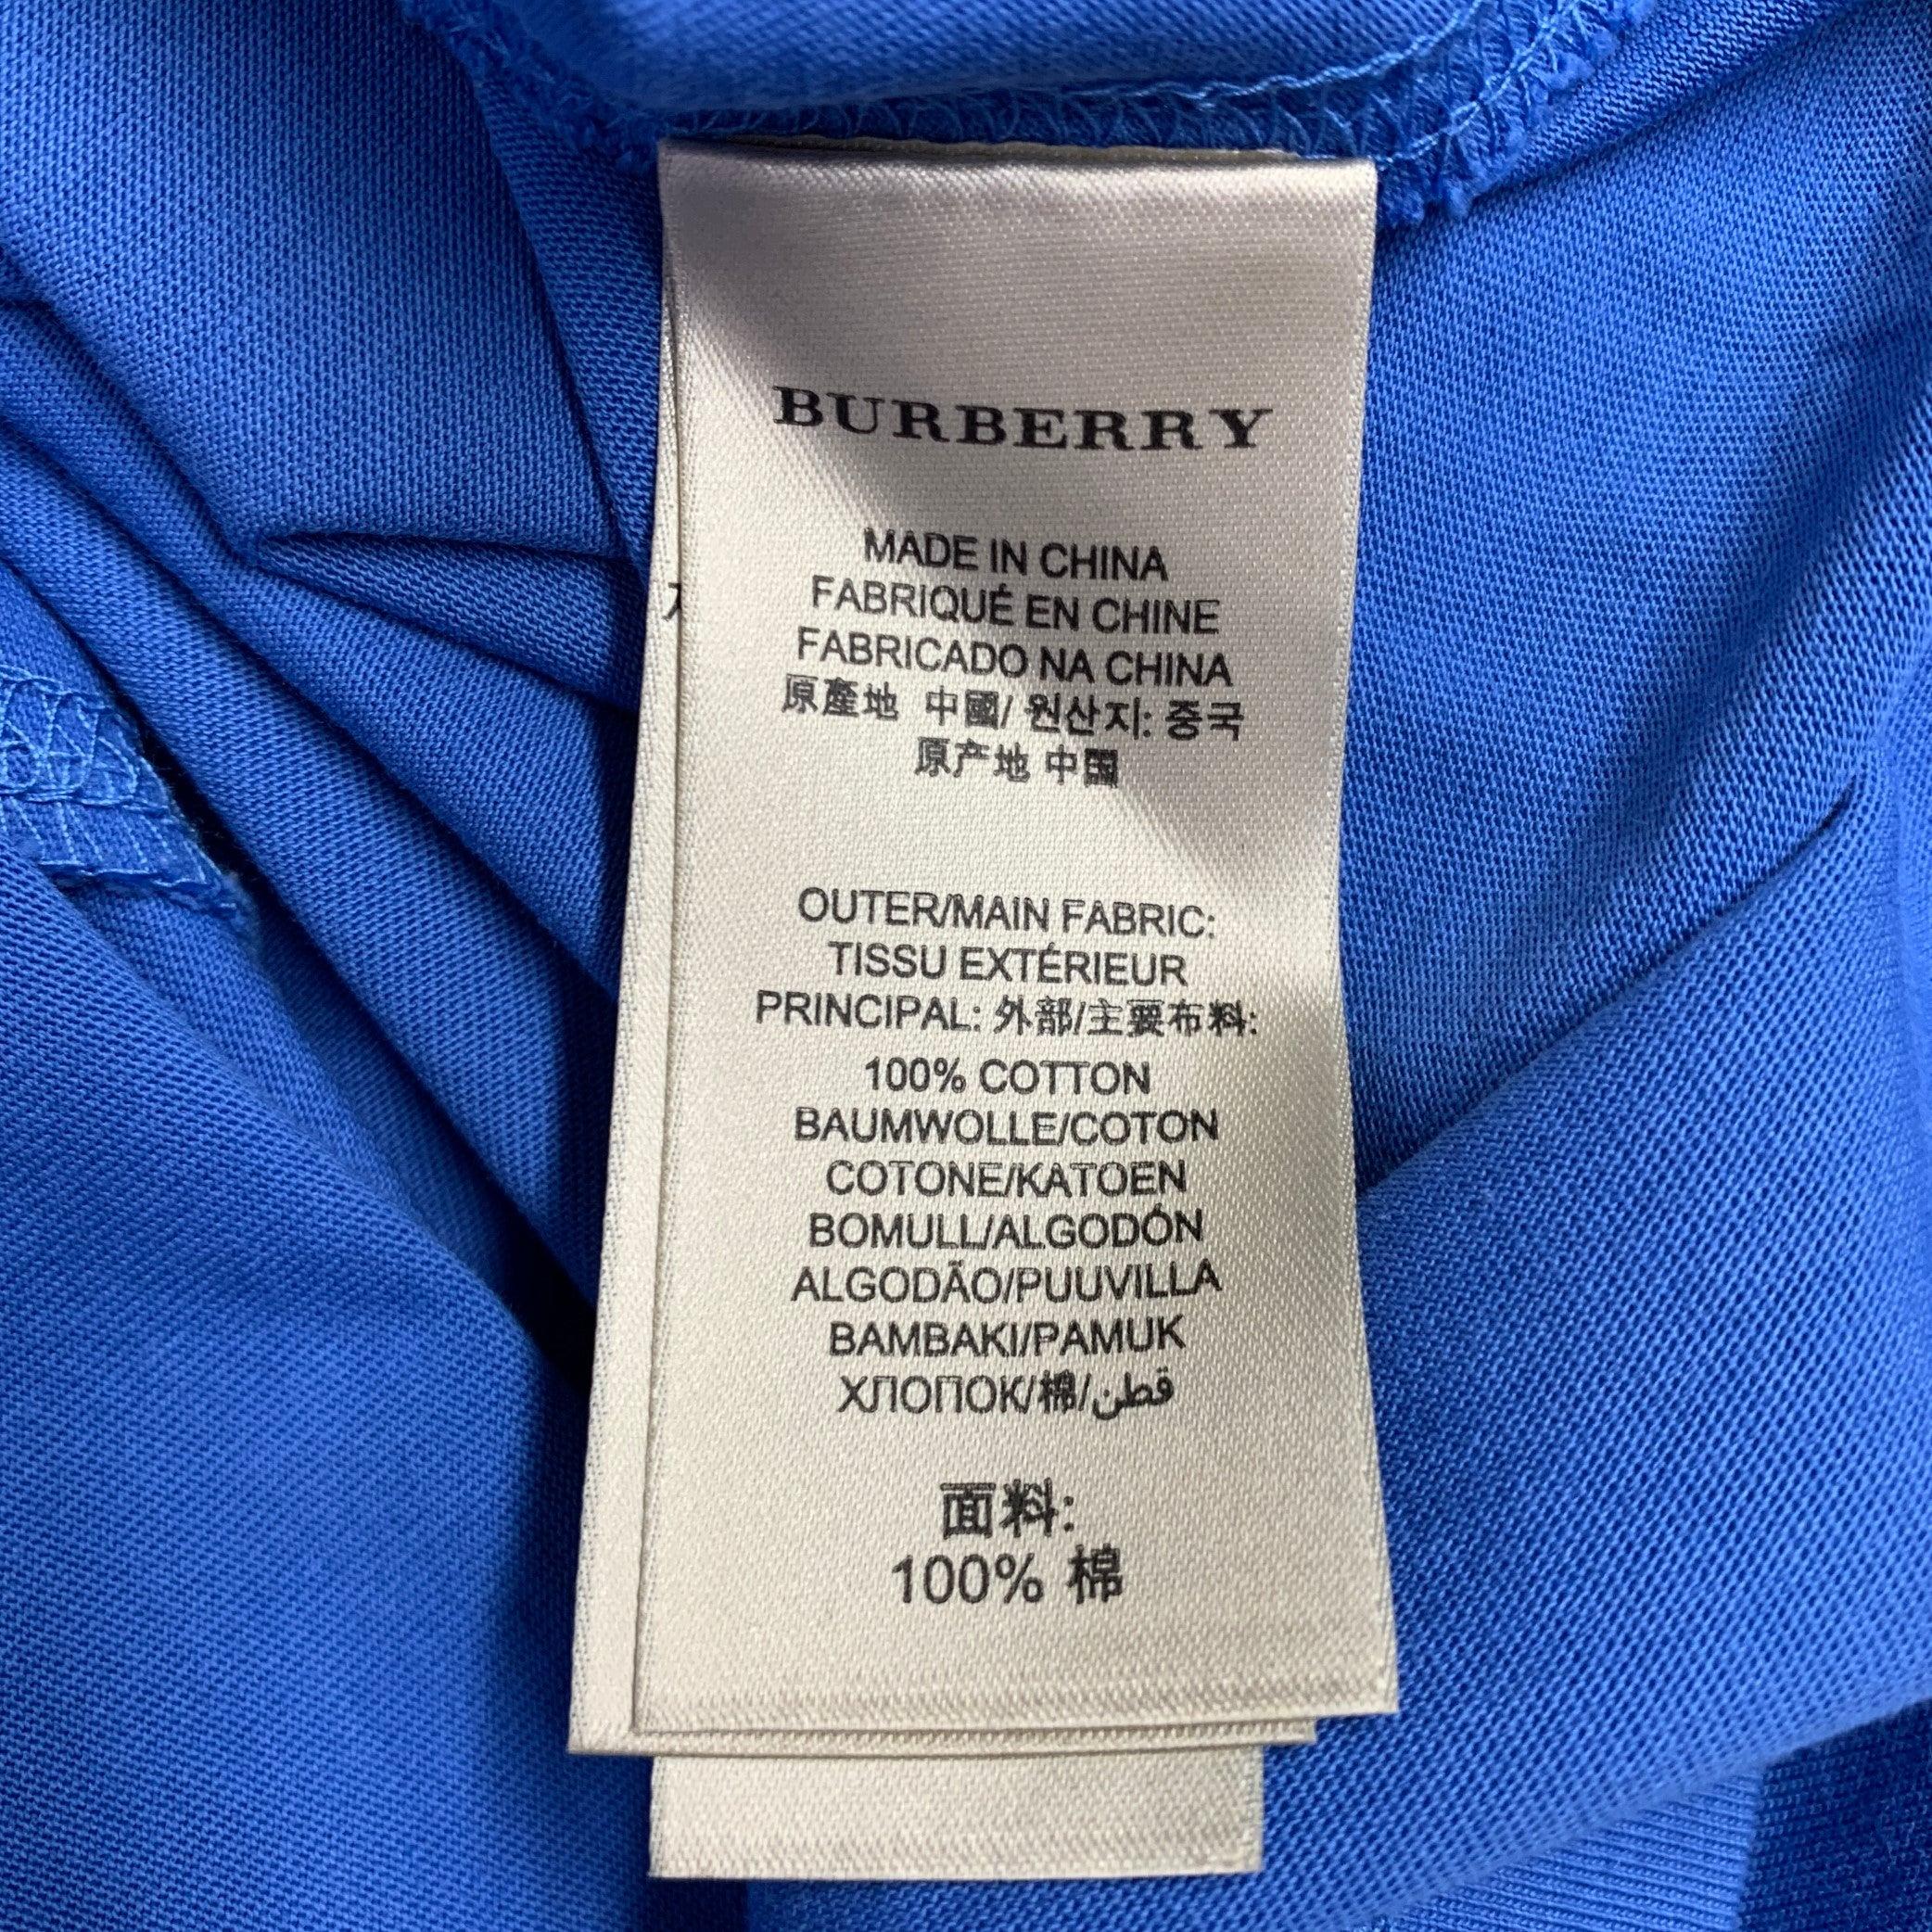 BURBERRY
MADE IN CHINA
FABRIQUÉ EN CHINE
FABRICADO NA CHINA
原產地 中國/ 원산지: 중국
原产地 中国
OUTER/MAIN FABRIC:
TISSU EXTÉRIEUR
PRINCIPAL: 外部/主要布料:
100% COTTON
BAUMWOLLE/COTON
COTONE/KATOEN
BOMULL/ALGODÓN
ALGODÃO/PUUVILLA
BAMBAKI/PAMUK
ХЛОПОК/棉/قطن
面料:
100% 棉